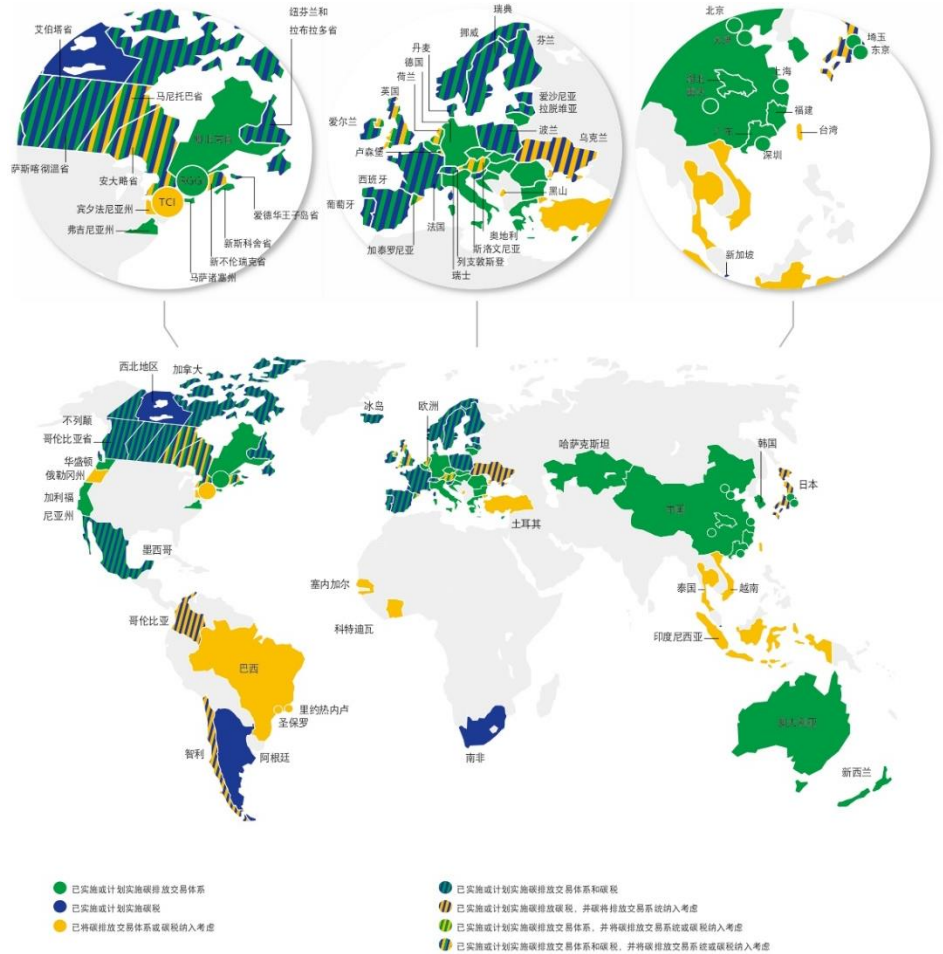 艾伯塔省
纽芬兰和
拉布拉多省
马尼托巴省
萨斯喀彻温省
安大略省
TCI
宾夕法尼亚州
弗吉尼亚州
爱德华王子岛省
新斯科舍省
新不伦瑞克省
马萨诸塞州
瑞典
挪威
芬兰
丹麦
德国
荷兰
英国
爱尔兰
爱沙尼亚
拉脱维亚
波兰
乌克兰
卢森堡
西班牙
葡萄牙
黑山
加泰罗尼亚
法国
奥地利
斯洛文尼亚
列支敦斯登
瑞士
北京
埼玉
东京
上海
福建
台湾
深圳
新加坡
西北地区
加拿大
不列颠
哥伦比亚省
华盛顿
俄勒冈州
加利福
尼亚州
墨西哥
冰岛
欧洲
哈萨克斯坦
韩国
日本
土耳其
塞内加尔
科特迪瓦
泰国
越南
印度尼西亚
哥伦比亚
巴西
里约热内卢
圣保罗
智利
阿根廷
南非
新西兰
已实施或计划实施碳排放交易体系
已实施或计划实施碳税
已将碳排放交易体系或碳税纳入考虑
已实施或计划实施碳排放交易体系和碳税
已实施或计划实施碳排放碳税，并碳将排放交易系统纳入考虑
已实施或计划实施碳排放交易体系，并将碳排放交易系统或碳税纳入考虑
已实施或计划实施碳排放交易体系和碳税，并将碳排放交易系统或碳税纳入考虑